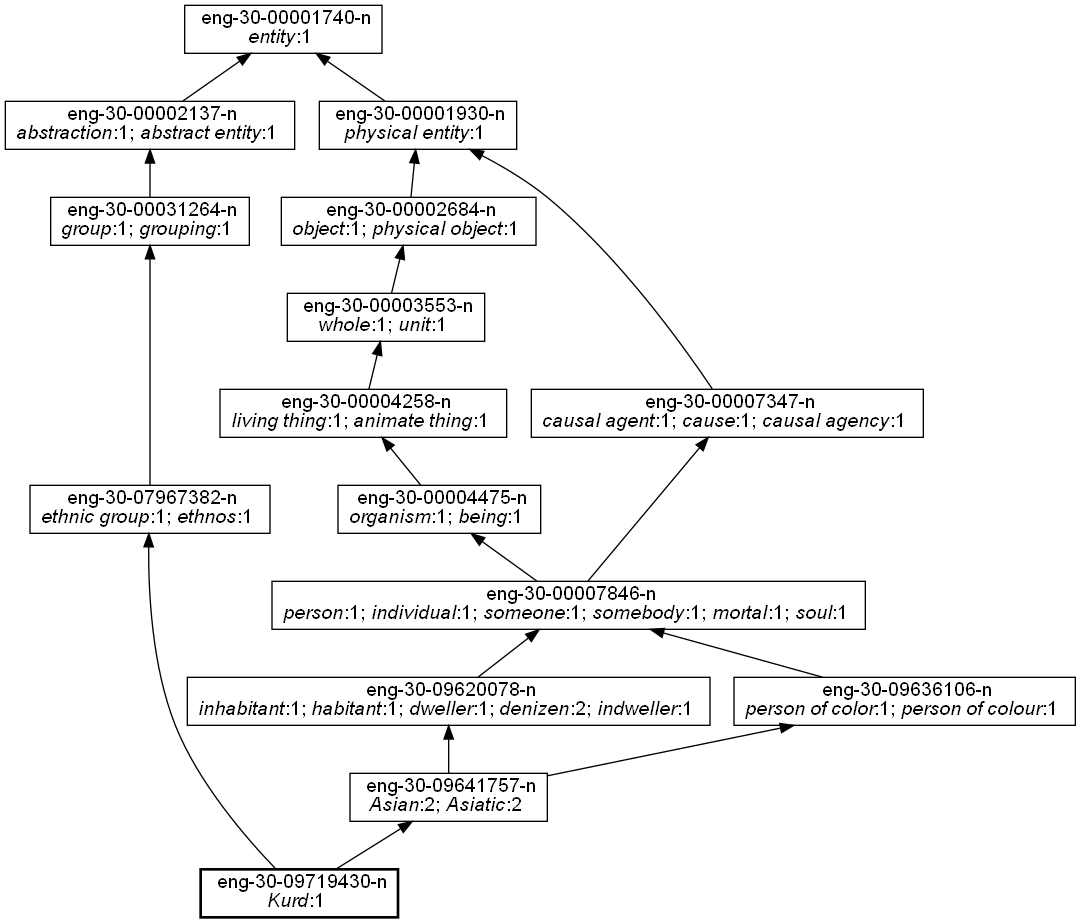 eng-30-00001740-n
entity:1
eng-30-00002137-n
abstraction:1; abstract entity:1
eng-30-00001930-n
physical entity:1
eng-30-00031264-n
group:1; grouping:1
eng-30-00002684-n
object:1; physical object:1
eng-30-00003553-n
whole:1; unit:1
eng-30-00004258-n
living thing:1; animate thing:1
eng-30-00007347-n
causal agent:1; cause:1; causal agency:1
eng-30-07967382-n
ethnic group:1; ethnos:1
eng-30-00004475-n
organism:1; being:1
eng-30-00007846-n
person:1; individual:1; someone:1; somebody:1; mortal:1; soul:1
eng-30-09620078-n
inhabitant:1; habitant:1; dweller:1; denizen:2; indweller:1
eng-30-09636106-n
person of color:1; person of colour:1
eng-30-09641757-n
Asian:2; Asiatic:2
eng-30-09719430-n
Kurd:1